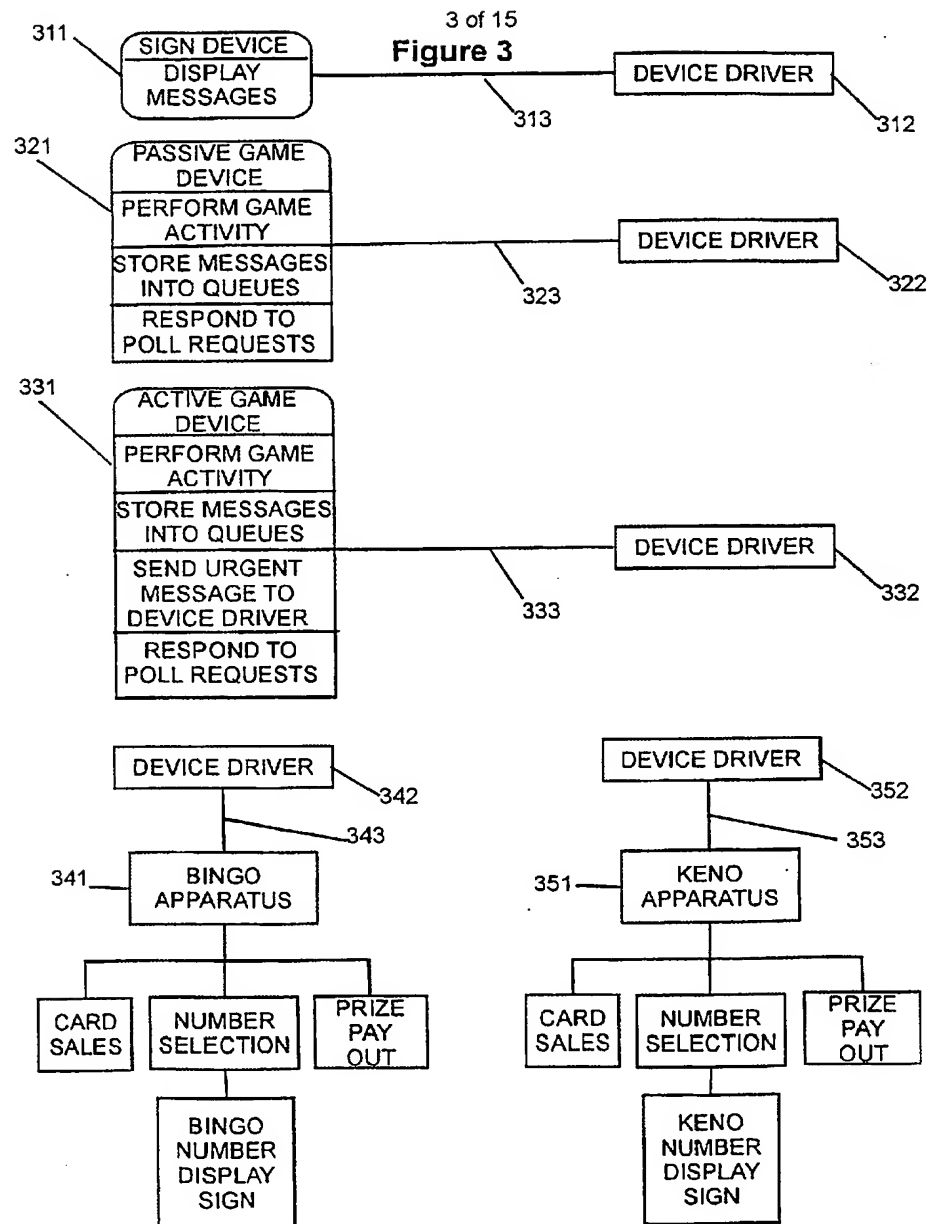 3 of 15
Figure 3
311
SIGN DEVICE
DISPLAY
MESSAGES
313
DEVICE DRIVER
312
321
PASSIVE GAME
DEVICE
PERFORM GAME
ACTIVITY
STORE MESSAGES
INTO QUEUES
RESPOND TO
POLL REQUESTS
323
DEVICE DRIVER
322
331
ACTIVE GAME
DEVICE
PERFORM GAME
ACTIVITY
STORE MESSAGES
INTO QUEUES
SEND URGENT
MESSAGE TO
DEVICE DRIVER
RESPOND TO
POLL REQUESTS
333
DEVICE DRIVER
332
DEVICE DRIVER
342
343
341
BINGO
APPARATUS
CARD
SALES
NUMBER
SELECTION
PRIZE
PAY
OUT
BINGO
NUMBER
DISPLAY
SIGN
DEVICE DRIVER
352
353
351
KENO
APPARATUS
CARD
SALES
NUMBER
SELECTION
PRIZE
PAY
OUT
KENO
NUMBER
DISPLAY
SIGN